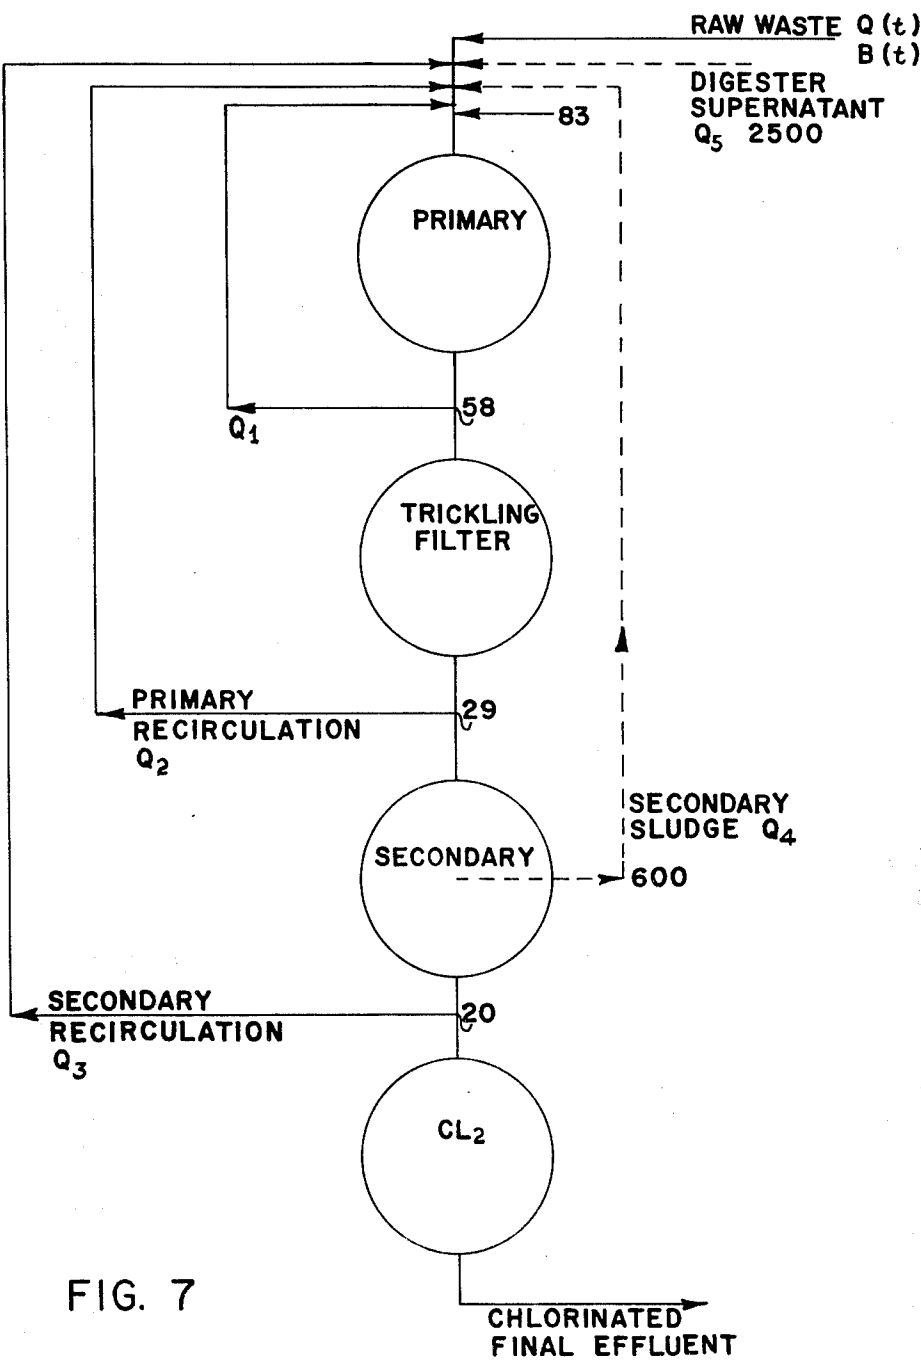 RAW WASTE Q(t)
B(t)
DIGESTER
SUPERNATANT
Q5 2500
83
PRIMARY
58
Q1
TRICKLING
FILTER
PRIMARY
RECIRCULATION
Q2
29
SECONDARY
SLUDGE Q4
SECONDARY
600
SECONDARY
RECIRCULATION
Q3
20
CL2
FIG. 7
CHLORINATED
FINAL EFFLUENT